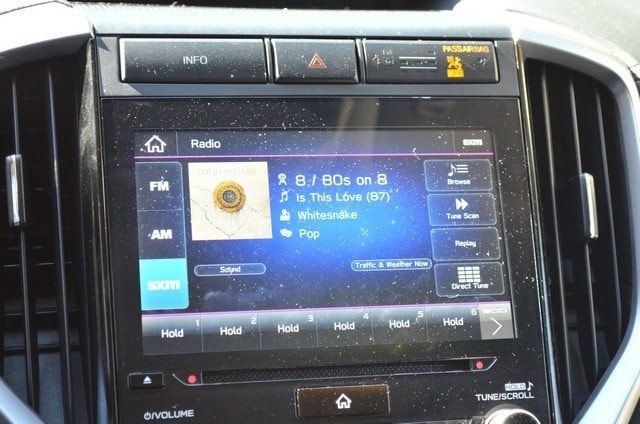 INFO
PASS AIRBAG
Radio
sxm
FM
AM
sxm
8 / 80s on 8
Is This Love (87)
Whitesnake
Pop
Sound
Traffic & Weather Now
Browse
Tune Scan
Replay
Direct Tune
Hold 1 Hold 2 Hold 3 Hold 4 Hold 5 Hold 6
VOLUME
HOLD
TUNE/SCROLL